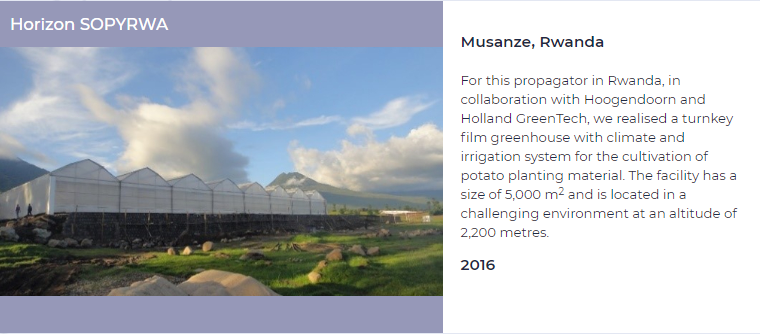 Horizon SOPYRWA
Musanze, Rwanda
For this propagator in Rwanda, in
collaboration with Hoogendoorn and
Holland GreenTech, we realised a turnkey
film greenhouse with climate and
irrigation system for the cultivation of
potato planting material. The facility has a
size of 5,000 m² and is located in a
challenging environment at an altitude of
2,200 metres.
2016